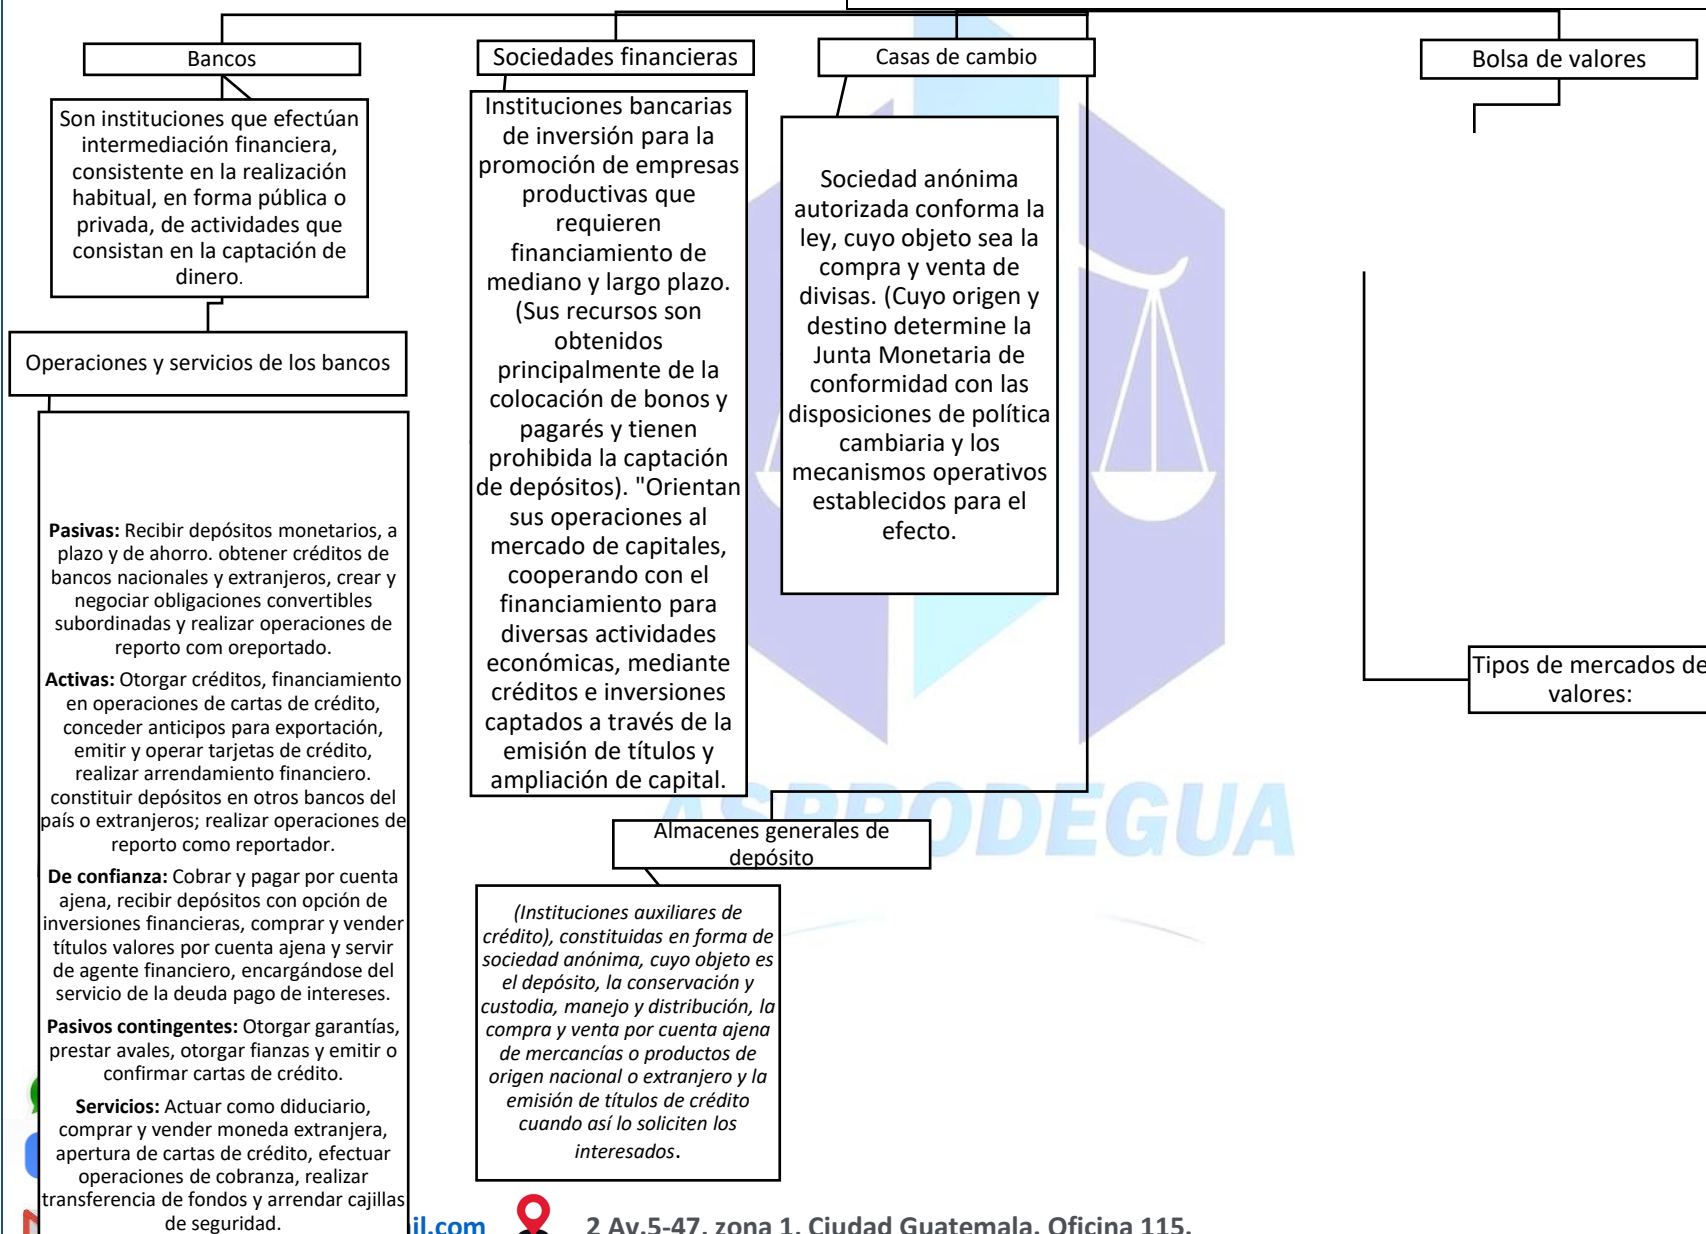 Bancos
Son instituciones que efectúan
intermediación financiera,
consistente en la realización
habitual, en forma pública o
privada, de actividades que
consistan en la captación de
dinero.
Operaciones y servicios de los bancos
Pasivas: Recibir depósitos monetarios, a
plazo y de ahorro. obtener créditos de
bancos nacionales y extranjeros, crear y
negociar obligaciones convertibles
subordinadas y realizar operaciones de
reporto com oreportado.
Activas: Otorgar créditos, financiamiento
en operaciones de cartas de crédito,
conceder anticipos para exportación,
emitir y operar tarjetas de crédito,
realizar arrendamiento financiero.
constituir depósitos en otros bancos del
país o extranjeros; realizar operaciones de
reporto como reportador.
De confianza: Cobrar y pagar por cuenta
ajena, recibir depósitos con opción de
inversiones financieras, comprar y vender
títulos valores por cuenta ajena y servir
de agente financiero, encargándose del
servicio de la deuda pago de intereses.
Pasivos contingentes: Otorgar garantías,
prestar avales, otorgar fianzas y emitir o
confirmar cartas de crédito.
Servicios: Actuar como diduciario,
comprar y vender moneda extranjera,
apertura de cartas de crédito, efectuar
operaciones de cobranza, realizar
transferencia de fondos y arrendar cajillas
de seguridad.
Sociedades financieras
Instituciones bancarias
de inversión para la
promoción de empresas
productivas que
requieren
financiamiento de
mediano y largo plazo.
(Sus recursos son
obtenidos
principalmente de la
colocación de bonos y
pagarés y tienen
prohibida la captación
de depósitos). "Orientan
sus operaciones al
mercado de capitales,
cooperando con el
financiamiento para
diversas actividades
económicas, mediante
créditos e inversiones
captados a través de la
emisión de títulos y
ampliación de capital.
Casas de cambio
Sociedad anónima
autorizada conforma la
ley, cuyo objeto sea la
compra y venta de
divisas. (Cuyo origen y
destino determine la
Junta Monetaria de
conformidad con las
disposiciones de política
cambiaria y los
mecanismos operativos
establecidos para el
efecto.
Almacenes generales de
depósito
(Instituciones auxiliares de
crédito), constituidas en forma de
sociedad anónima, cuyo objeto es
el depósito, la conservación y
custodia, manejo y distribución, la
compra y venta por cuenta ajena
de mercancías o productos de
origen nacional o extranjero y la
emisión de títulos de crédito
cuando así lo soliciten los
interesados.
Bolsa de valores
Tipos de mercados de
valores:
ASPRODEGUA
il.com
2 Av.5-47, zona 1, Ciudad Guatemala. Oficina 115.